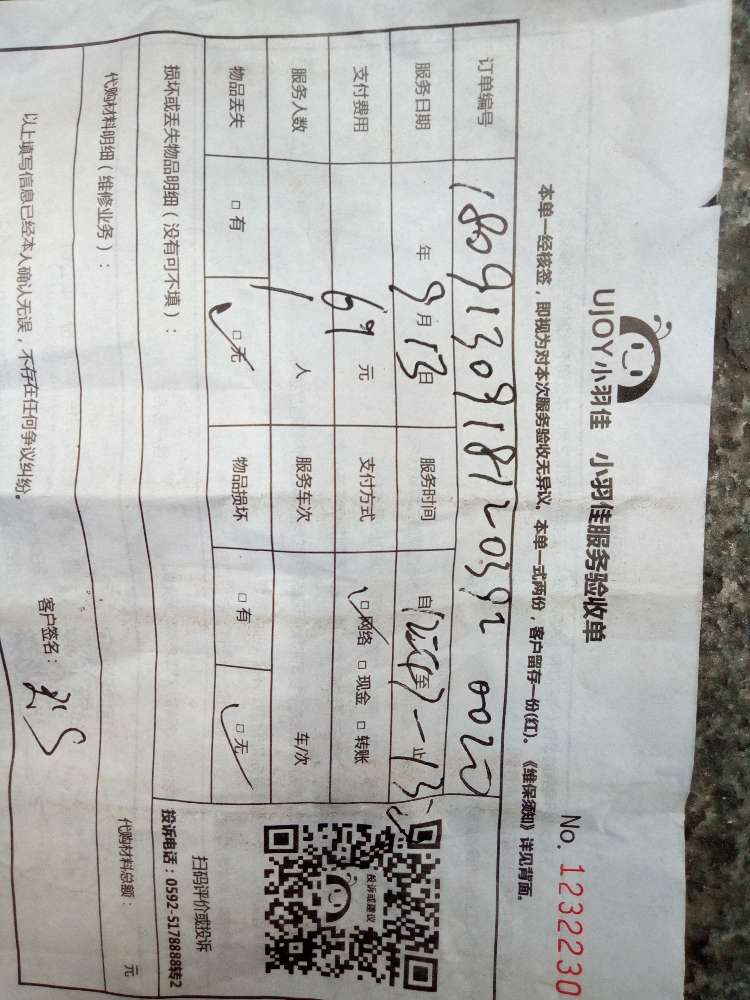 UJOY小羽佳 小羽佳服务验收单
No. 1232230
本单一经核签，即视为对本次服务验收无异议。本单一式两份，客户留存一份(红)。《维保须知》详见背面。
订单编号 180913091812039200
服务日期 年 9月 13日 服务时间 自 至 止
支付费用 69 元 支付方式 ☑网络 □现金 □转账
服务人数 1 人 服务车次 车/次
物品丢失 □有 ☑无 物品损坏 □有 ☑无
损坏或丢失物品明细（没有可不填）：
投诉或建议
扫码评价或投诉
投诉电话：0592-5178888转2
代购材料明细（维修业务）：
代购材料总额： 元
以上填写信息已经本人确认无误，不存在任何争议纠纷。
客户签名：